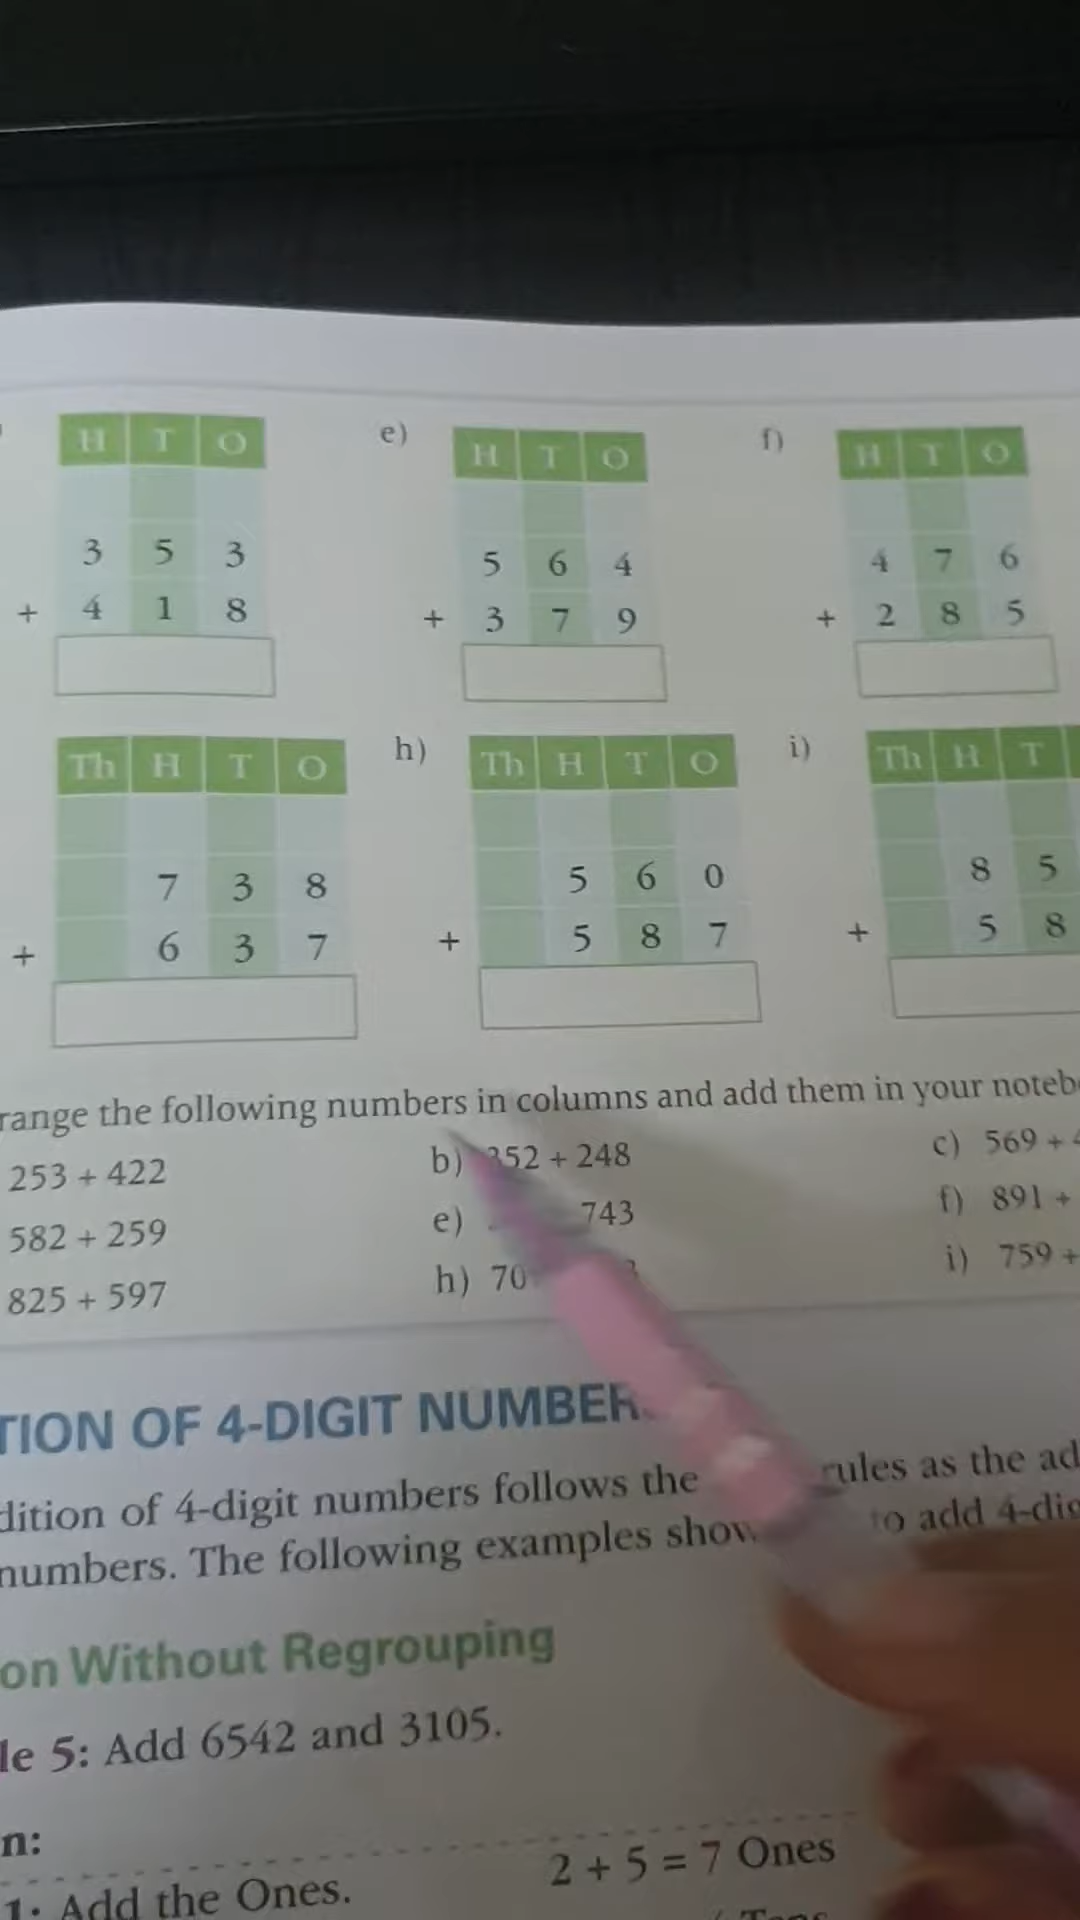 H T O
e)
H T O
f)
H T O
3 5 3
+ 4 1 8
5 6 4
+ 3 7 9
4 7 6
+ 2 8 5
Th H T O
h)
Th H T O
i)
Th H T
7 3 8
+ 6 3 7
5 6 0
+ 5 8 7
8 5
+ 5 8
range the following numbers in columns and add them in your noteb
253 + 422
b) 352 + 248
c) 569 +
582 + 259
e) 743
f) 891 +
825 + 597
h) 70
i) 759 +
TION OF 4-DIGIT NUMBER
dition of 4-digit numbers follows the rules as the ad
numbers. The following examples show to add 4-dig
on Without Regrouping
le 5: Add 6542 and 3105.
n:
1: Add the Ones.
2 + 5 = 7 Ones